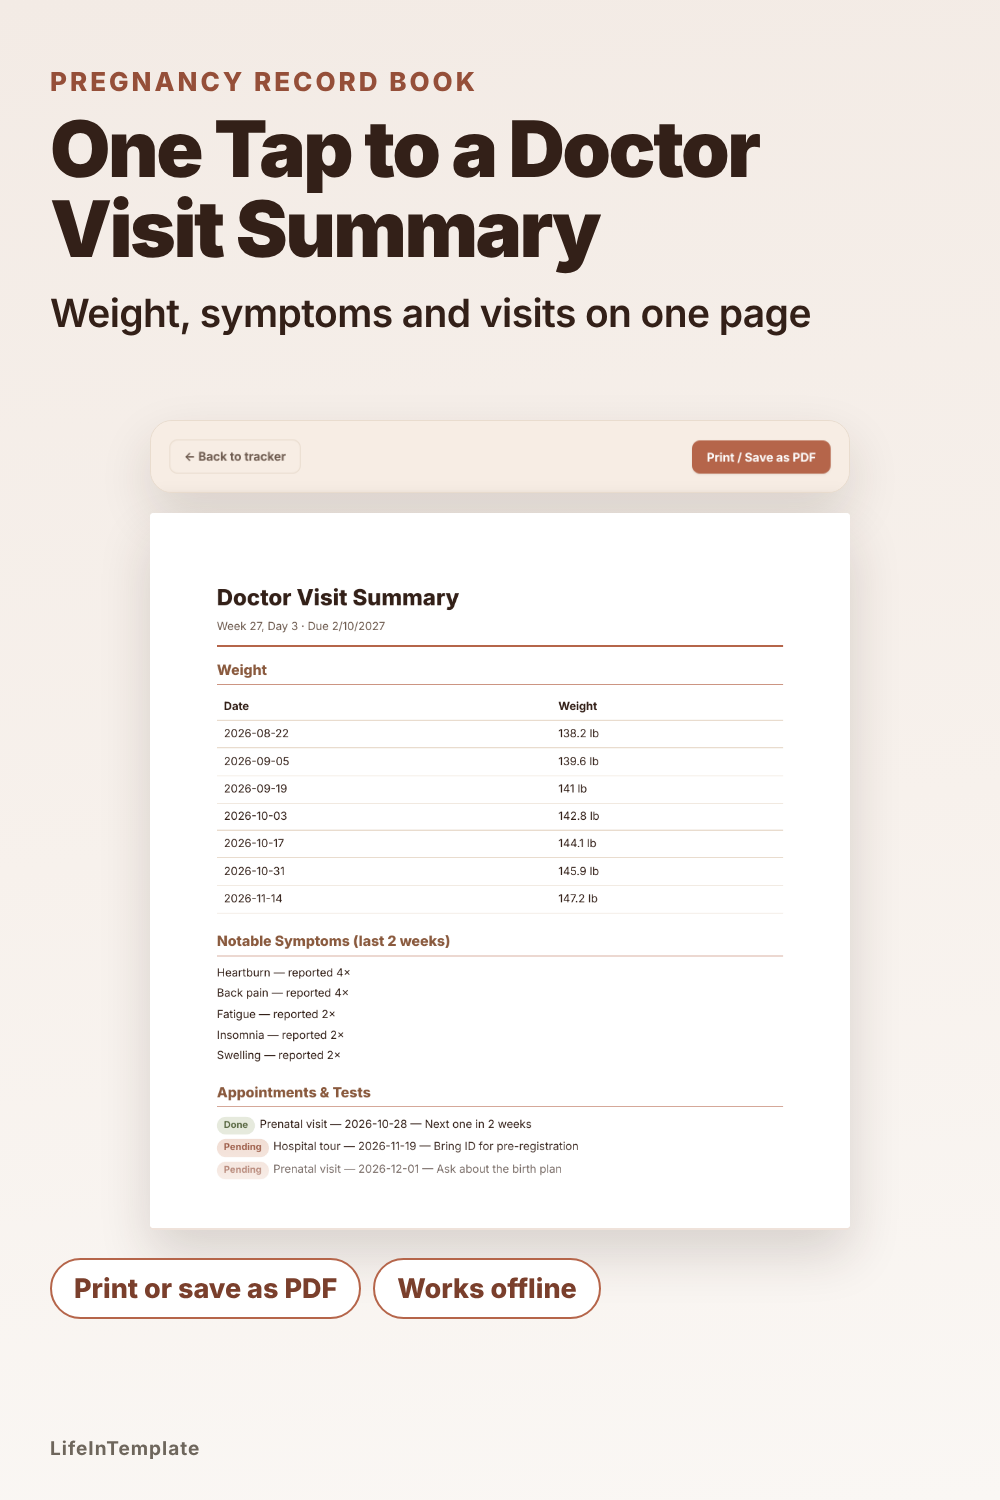 PREGNANCY RECORD BOOK
One Tap to a Doctor
Visit Summary
Weight, symptoms and visits on one page
← Back to tracker
Print / Save as PDF
Doctor Visit Summary
Week 27, Day 3 · Due 2/10/2027
Weight
Date Weight
2026-08-22 138.2 lb
2026-09-05 139.6 lb
2026-09-19 141 lb
2026-10-03 142.8 lb
2026-10-17 144.1 lb
2026-10-31 145.9 lb
2026-11-14 147.2 lb
Notable Symptoms (last 2 weeks)
Heartburn — reported 4×
Back pain — reported 4×
Fatigue — reported 2×
Insomnia — reported 2×
Swelling — reported 2×
Appointments & Tests
Done Prenatal visit — 2026-10-28 — Next one in 2 weeks
Pending Hospital tour — 2026-11-19 — Bring ID for pre-registration
Pending Prenatal visit — 2026-12-01 — Ask about the birth plan
Print or save as PDF
Works offline
LifeInTemplate